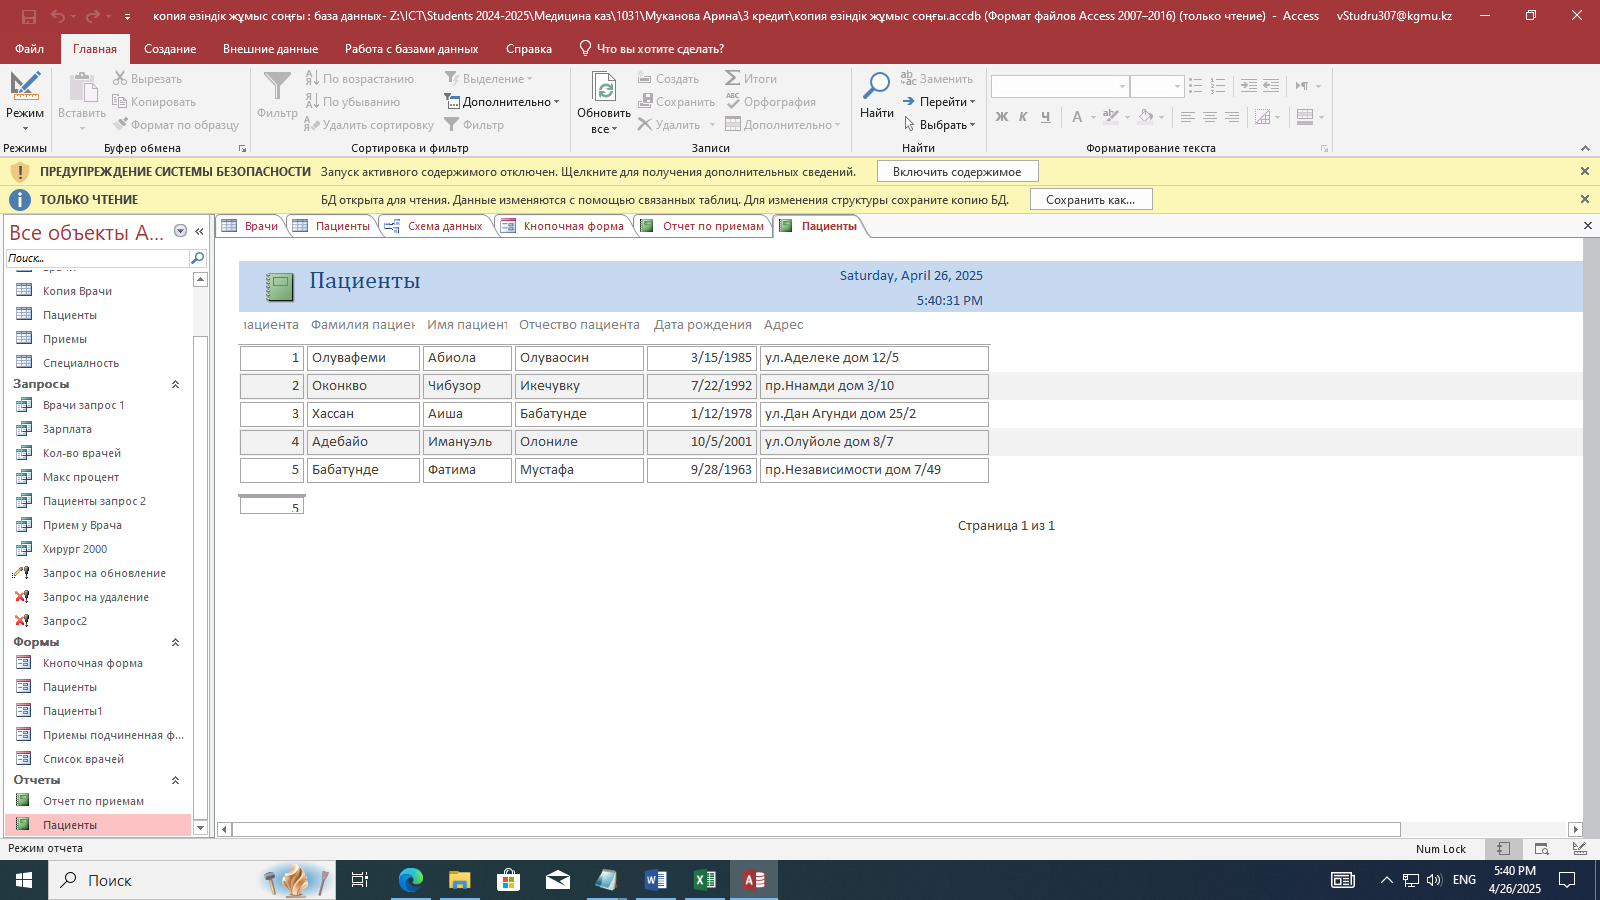 копия өзіндік жұмыс соңғы : база данных- Z:\ICT\Students 2024-2025\Медицина каз\1031\Муканова Арина\3 кредит\копия өзіндік жұмыс соңғы.accdb (Формат файлов Access 2007–2016) (только чтение) - Access vStudru307@kgmu.kz
Файл Главная Создание Внешние данные Работа с базами данных Справка Что вы хотите сделать?
Режим
Режимы
Вставить
Вырезать
Копировать
Формат по образцу
Буфер обмена
Фильтр
По возрастанию
По убыванию
Удалить сортировку
Выделение
Дополнительно
Фильтр
Сортировка и фильтр
Обновить
все
Создать
Сохранить
Удалить
Итоги
Орфография
Дополнительно
Записи
Найти
Заменить
Перейти
Выбрать
Найти
Ж К Ч А
Форматирование текста
ПРЕДУПРЕЖДЕНИЕ СИСТЕМЫ БЕЗОПАСНОСТИ Запуск активного содержимого отключен. Щелкните для получения дополнительных сведений. Включить содержимое
ТОЛЬКО ЧТЕНИЕ БД открыта для чтения. Данные изменяются с помощью связанных таблиц. Для изменения структуры сохраните копию БД. Сохранить как...
Все объекты A...
Поиск...
Копия Врачи
Пациенты
Приемы
Специалность
Запросы
Врачи запрос 1
Зарплата
Кол-во врачей
Макс процент
Пациенты запрос 2
Прием у Врача
Хирург 2000
Запрос на обновление
Запрос на удаление
Запрос2
Формы
Кнопочная форма
Пациенты
Пациенты1
Приемы подчиненная ф...
Список врачей
Отчеты
Отчет по приемам
Пациенты
Врачи Пациенты Схема данных Кнопочная форма Отчет по приемам Пациенты
Пациенты
Saturday, April 26, 2025
5:40:31 PM
Фамилия пациен Имя пациент Отчество пациента Дата рождения Адрес
1 Олувафеми Абиола Олуваосин 3/15/1985 ул.Аделеке дом 12/5
2 Оконкво Чибузор Икечувку 7/22/1992 пр.Ннамди дом 3/10
3 Хассан Аиша Бабатунде 1/12/1978 ул.Дан Агунди дом 25/2
4 Адебайо Имануэль Олониле 10/5/2001 ул.Олуйоле дом 8/7
5 Бабатунде Фатима Мустафа 9/28/1963 пр.Независимости дом 7/49
5
Страница 1 из 1
Режим отчета
Num Lock
Поиск
ENG
5:40 PM
4/26/2025